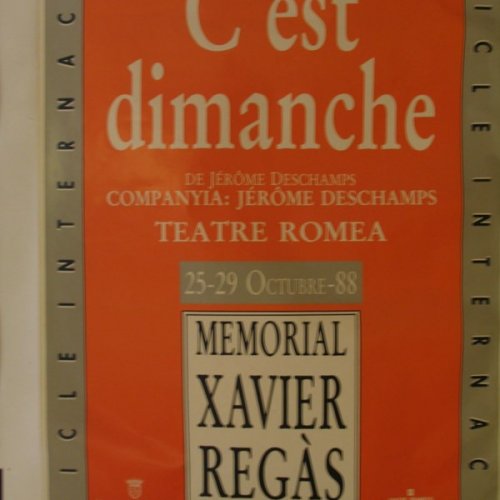 C'est
dimanche
DE JÉRÔME DESCHAMPS
COMPANYIA: JÉRÔME DESCHAMPS
TEATRE ROMEA
25-29 OCTUBRE-88
MEMORIAL
XAVIER
REGÀS
ICLE INTERNAC
ICLE INTERNAC